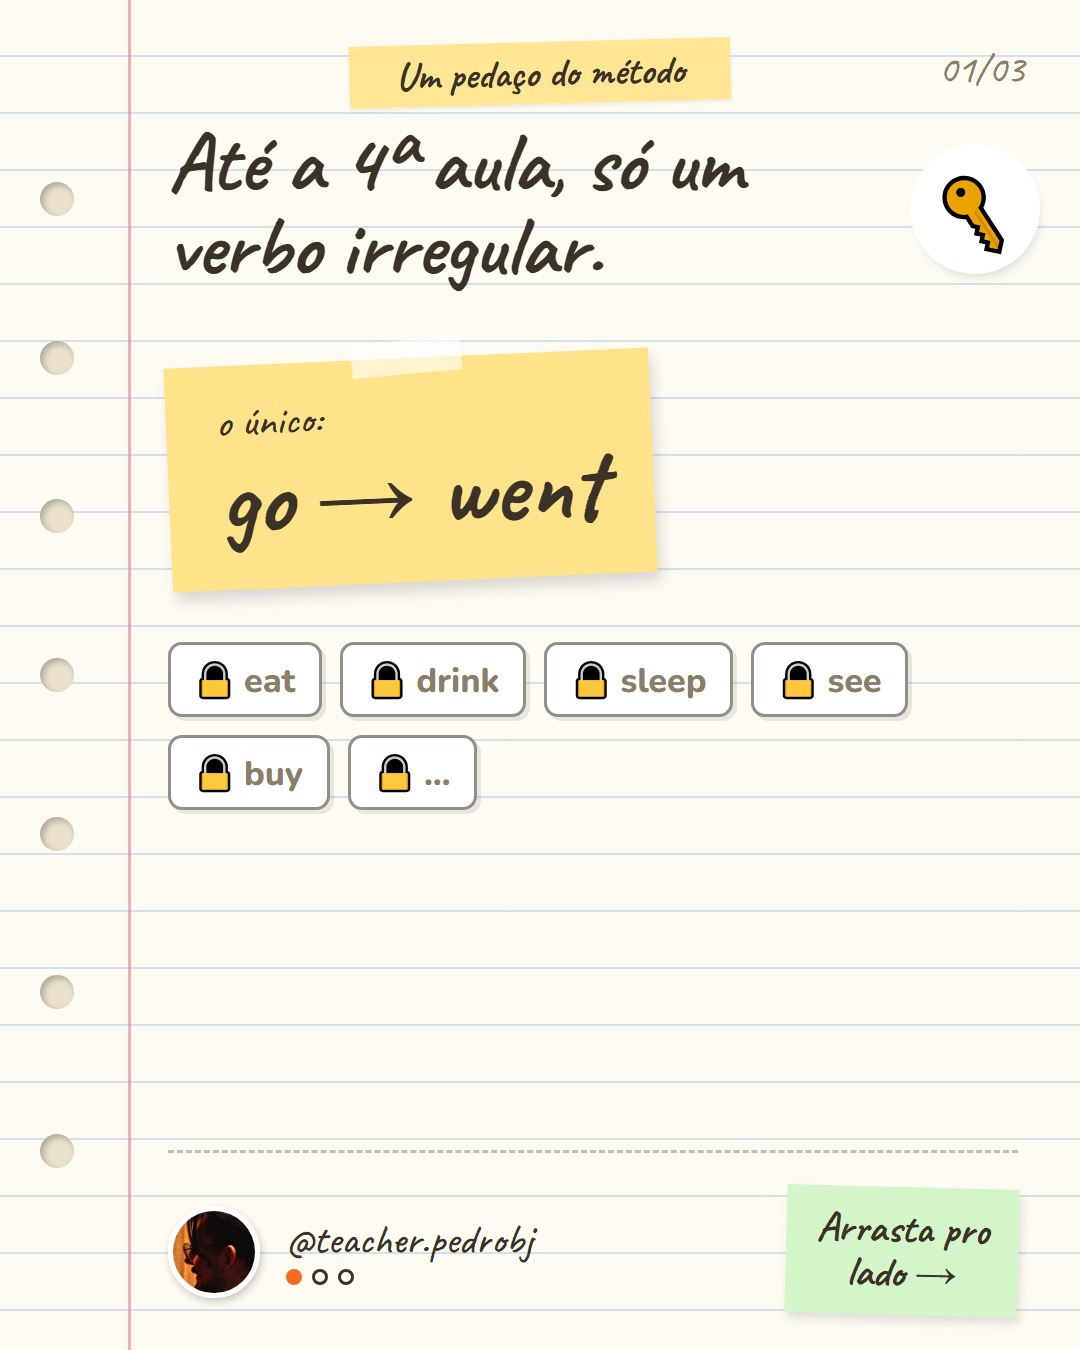 Um pedaço do método
01/03
Até a 4ª aula, só um
verbo irregular.
o único:
go → went
eat
drink
sleep
see
buy
...
@teacher.pedrobj
Arrasta pro
lado →